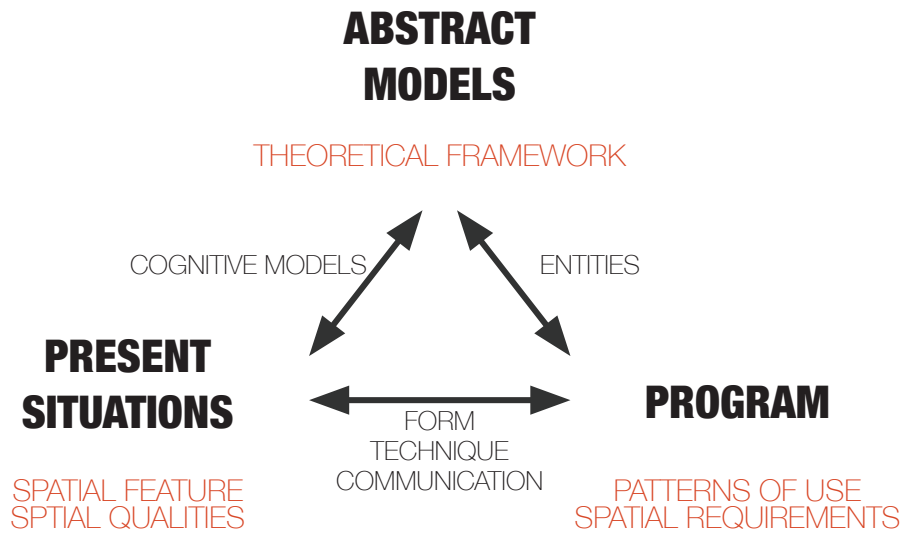 ABSTRACT
MODELS
THEORETICAL FRAMEWORK
COGNITIVE MODELS
ENTITIES
PRESENT
SITUATIONS
PROGRAM
FORM
TECHNIQUE
COMMUNICATION
SPATIAL FEATURE
SPTIAL QUALITIES
PATTERNS OF USE
SPATIAL REQUIREMENTS